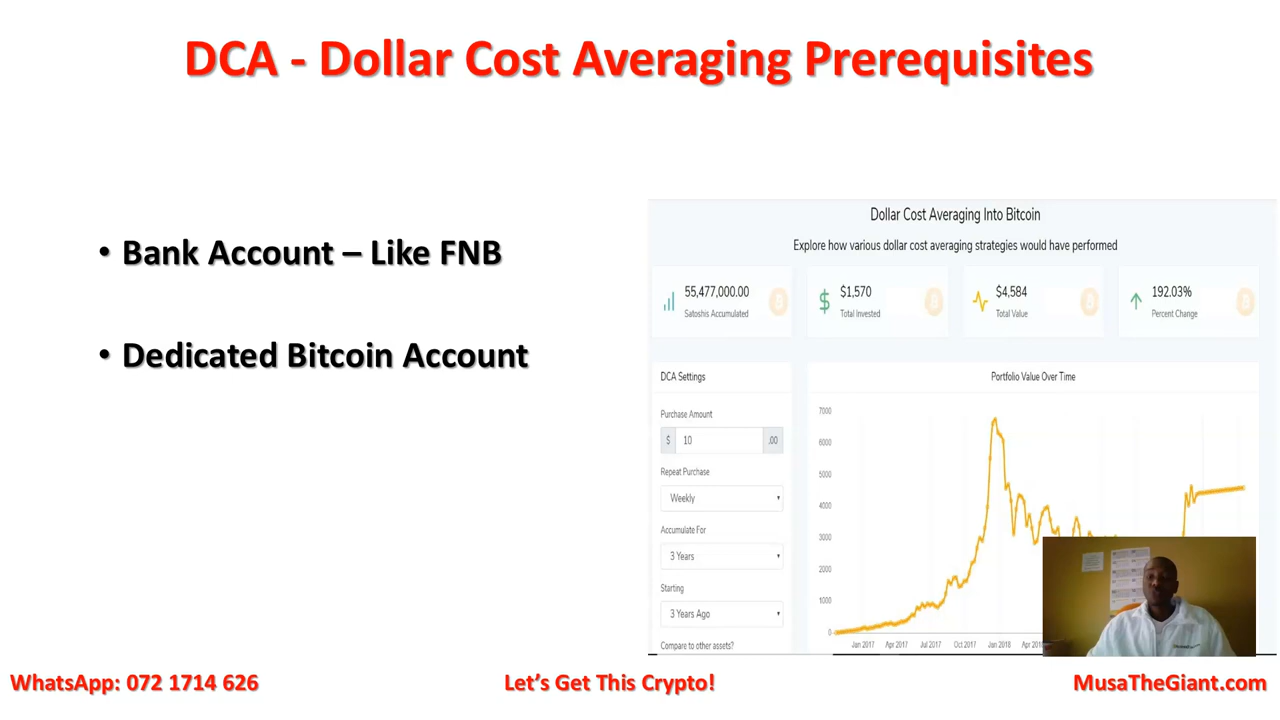 DCA - Dollar Cost Averaging Prerequisites
• Bank Account – Like FNB
• Dedicated Bitcoin Account
Dollar Cost Averaging Into Bitcoin
Explore how various dollar cost averaging strategies would have performed
55,477,000.00
Satoshis Accumulated
$1,570
Total Invested
$4,584
Total Value
192.03%
Percent Change
DCA Settings
Purchase Amount
$ 10 .00
Repeat Purchase
Weekly
Accumulate For
3 Years
Starting
3 Years Ago
Compare to other assets?
Portfolio Value Over Time
7000
6000
5000
4000
3000
2000
1000
0
Jan 2017 Apr 2017 Jul 2017 Oct 2017 Jan 2018
WhatsApp: 072 1714 626
Let's Get This Crypto!
MusaTheGiant.com